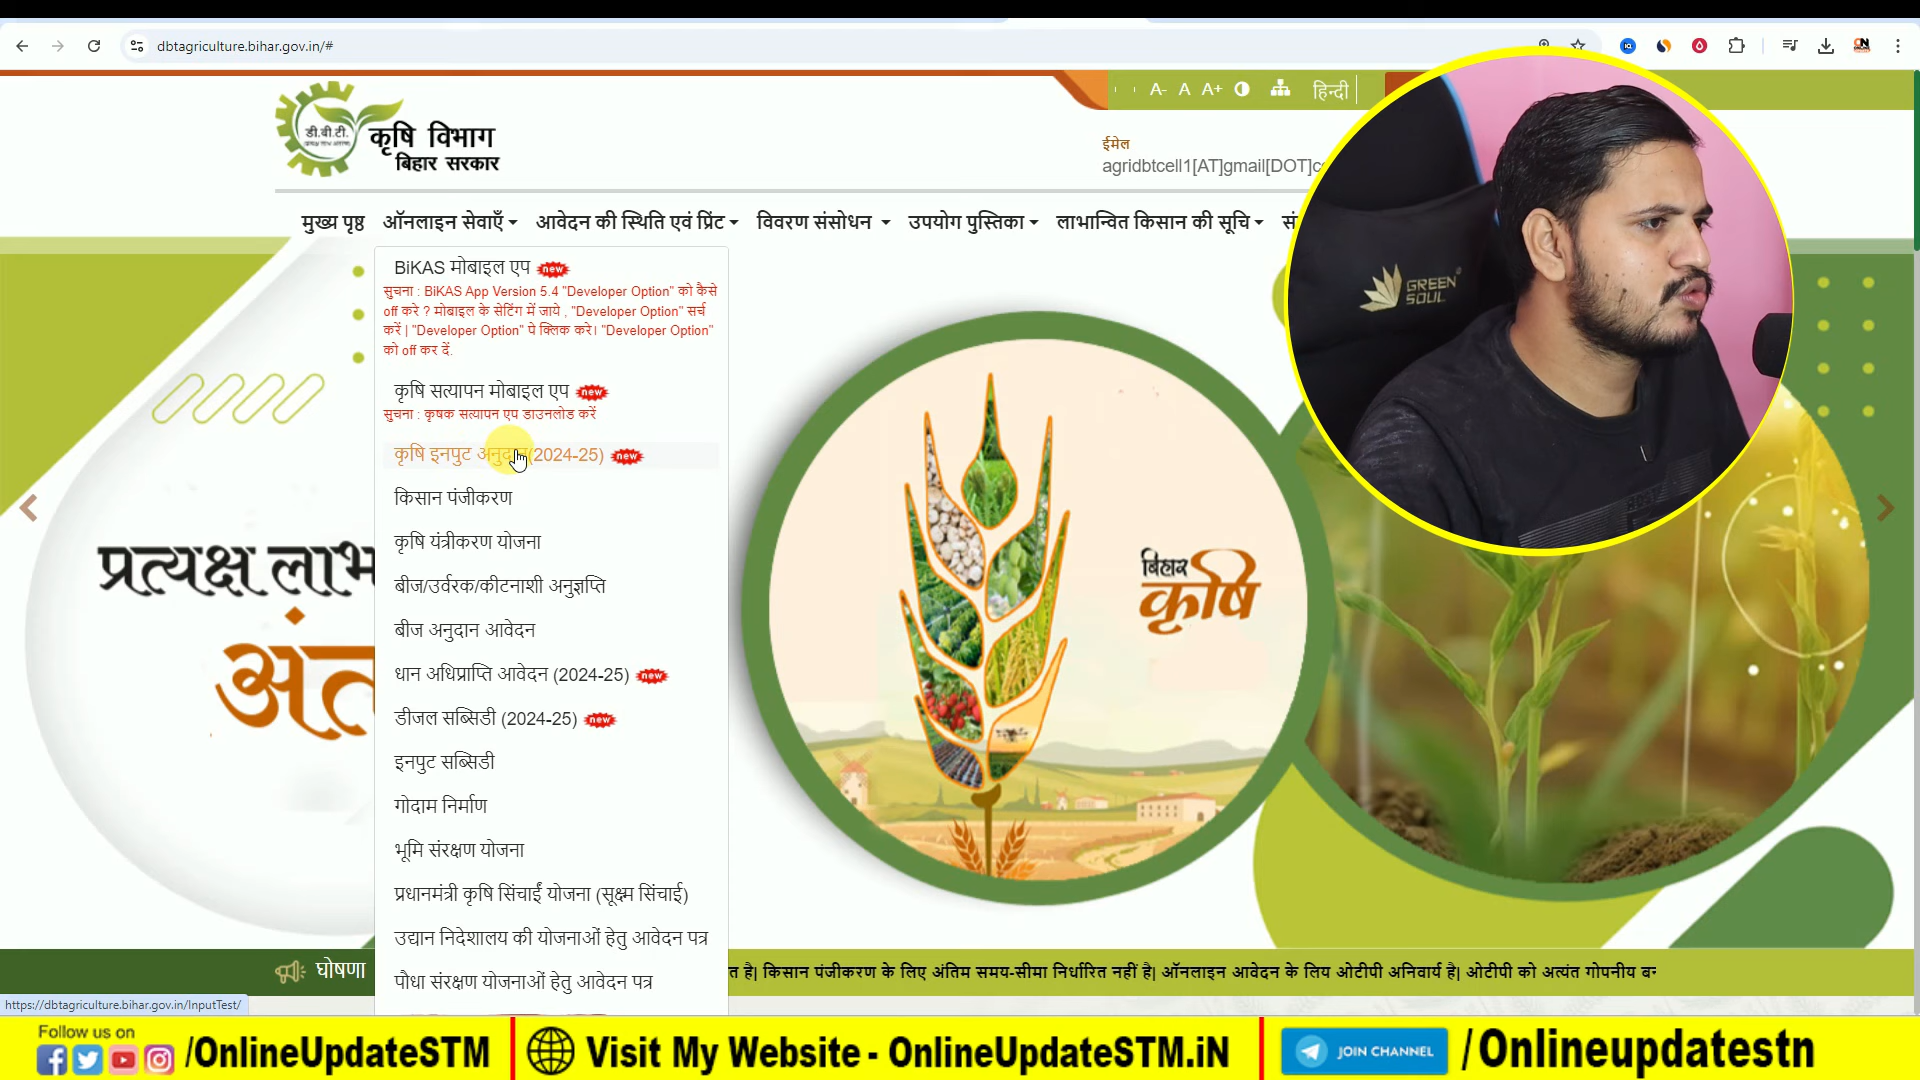 dbtagriculture.bihar.gov.in/#
A- A A+ हिन्दी
डी.बी.टी.
कृषि विभाग
बिहार सरकार
ईमेल
agridbtcell1[AT]gmail[DOT]c
मुख्य पृष्ठ ऑनलाइन सेवाएँ आवेदन की स्थिति एवं प्रिंट विवरण संसोधन उपयोग पुस्तिका लाभान्वित किसान की सूचि
BiKAS मोबाइल एप new
सुचना : BiKAS App Version 5.4 "Developer Option" को कैसे
off करे ? मोबाइल के सेटिंग में जाये , "Developer Option" सर्च
करें | "Developer Option" पे क्लिक करे। "Developer Option"
को off कर दें.
कृषि सत्यापन मोबाइल एप new
सुचना : कृषक सत्यापन एप डाउनलोड करें
कृषि इनपुट अनुदान(2024-25) new
किसान पंजीकरण
कृषि यंत्रीकरण योजना
बीज/उर्वरक/कीटनाशी अनुज्ञप्ति
बीज अनुदान आवेदन
धान अधिप्राप्ति आवेदन (2024-25) new
डीजल सब्सिडी (2024-25) new
इनपुट सब्सिडी
गोदाम निर्माण
भूमि संरक्षण योजना
प्रधानमंत्री कृषि सिंचाईं योजना (सूक्ष्म सिंचाई)
उद्यान निदेशालय की योजनाओं हेतु आवेदन पत्र
पौधा संरक्षण योजनाओं हेतु आवेदन पत्र
प्रत्यक्ष लाभ
बिहार
कृषि
GREEN
SOUL
घोषणा
त है| किसान पंजीकरण के लिए अंतिम समय-सीमा निर्धारित नहीं है| ऑनलाइन आवेदन के लिय ओटीपी अनिवार्य है| ओटीपी को अत्यंत गोपनीय
https://dbtagriculture.bihar.gov.in/InputTest/
Follow us on
/OnlineUpdateSTM
Visit My Website - OnlineUpdateSTM.iN
JOIN CHANNEL
/Onlineupdatestn